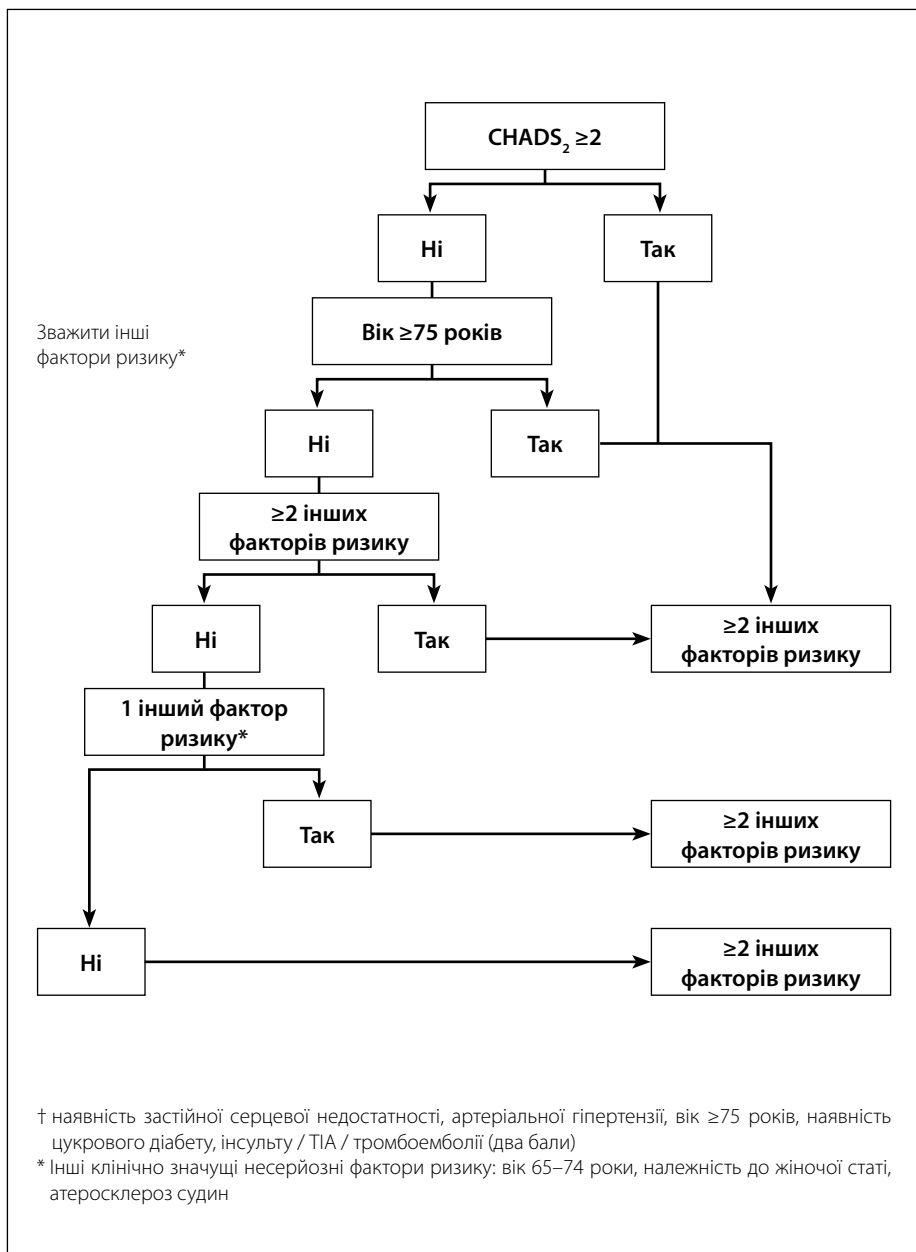 CHADS₂ ≥2
Ні
Так
Зважити інші
фактори ризику*
Вік ≥75 років
Ні
Так
≥2 інших
факторів ризику
Ні
Так
≥2 інших
факторів ризику
1 інший фактор
ризику*
Так
≥2 інших
факторів ризику
Ні
≥2 інших
факторів ризику
† наявність застійної серцевої недостатності, артеріальної гіпертензії, вік ≥75 років, наявність
цукрового діабету, інсульту / ТІА / тромбоемболії (два бали)
* Інші клінічно значущі несерйозні фактори ризику: вік 65–74 роки, належність до жіночої статі,
атеросклероз судин